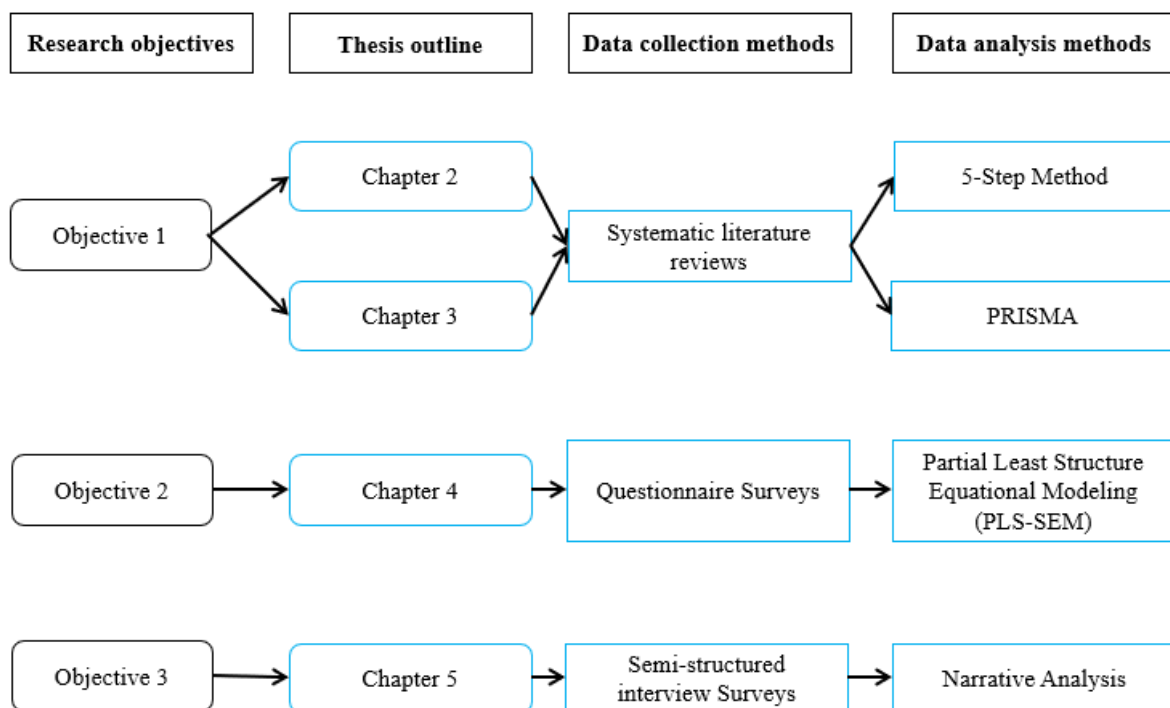 Research objectives
Thesis outline
Data collection methods
Data analysis methods
Objective 1
Chapter 2
Chapter 3
Systematic literature
reviews
5-Step Method
PRISMA
Objective 2
Chapter 4
Questionnaire Surveys
Partial Least Structure
Equational Modeling
(PLS-SEM)
Objective 3
Chapter 5
Semi-structured
interview Surveys
Narrative Analysis